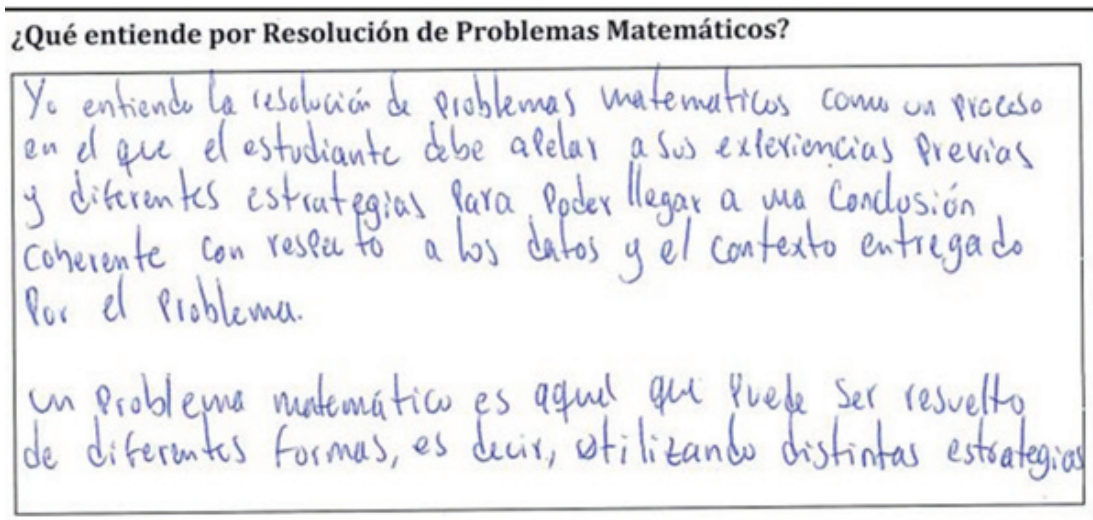 ¿Qué entiende por Resolución de Problemas Matemáticos?
Yo entiendo la resolución de problemas matematicos como un proceso
en el que el estudiante debe apelar a sus experiencias previas
y diferentes estrategias para poder llegar a una conclusión
coherente con respecto a los datos y el contexto entregado
por el problema.
un problema matemático es aquel que puede ser resuelto
de diferentes formas, es decir, utilizando distintas estrategias